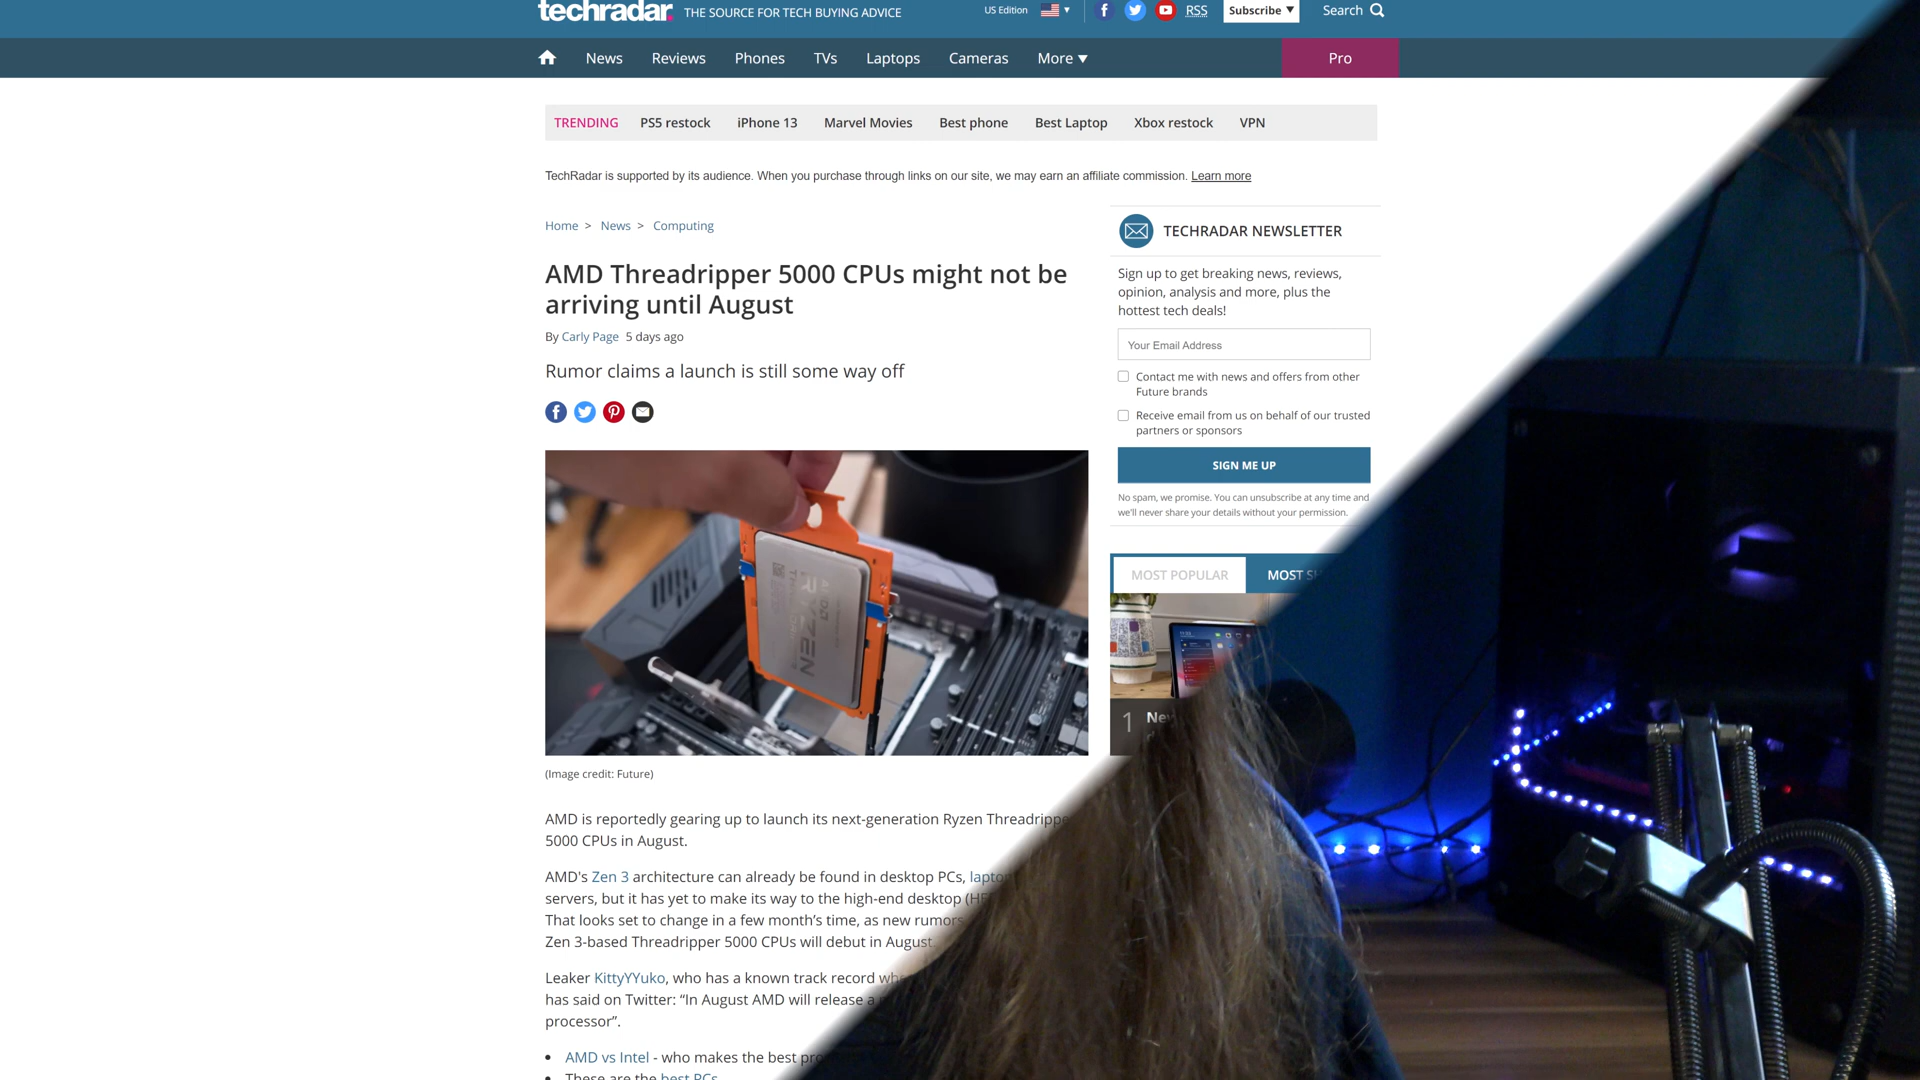 techradar. THE SOURCE FOR TECH BUYING ADVICE US Edition RSS Subscribe Search
News Reviews Phones TVs Laptops Cameras More Pro
TRENDING PS5 restock iPhone 13 Marvel Movies Best phone Best Laptop Xbox restock VPN
TechRadar is supported by its audience. When you purchase through links on our site, we may earn an affiliate commission. Learn more
Home > News > Computing
AMD Threadripper 5000 CPUs might not be
arriving until August
By Carly Page 5 days ago
Rumor claims a launch is still some way off
AMD
RYZEN
(Image credit: Future)
AMD is reportedly gearing up to launch its next-generation Ryzen
5000 CPUs in August.
AMD's Zen 3 architecture can already be found in desktop PCs,
servers, but it has yet to make its way to the high-end desktop
That looks set to change in a few month's time, as new rumors
Zen 3-based Threadripper 5000 CPUs will debut in August.
Leaker KittyYYuko, who has a known track record
has said on Twitter: “In August AMD will release a
processor”.
• AMD vs Intel - who makes the best
• These are the best PCs
TECHRADAR NEWSLETTER
Sign up to get breaking news, reviews,
opinion, analysis and more, plus the
hottest tech deals!
Your Email Address
Contact me with news and offers from other
Future brands
Receive email from us on behalf of our trusted
partners or sponsors
SIGN ME UP
No spam, we promise. You can unsubscribe at any time and
we'll never share your details without your permission.
MOST POPULAR MOST
1